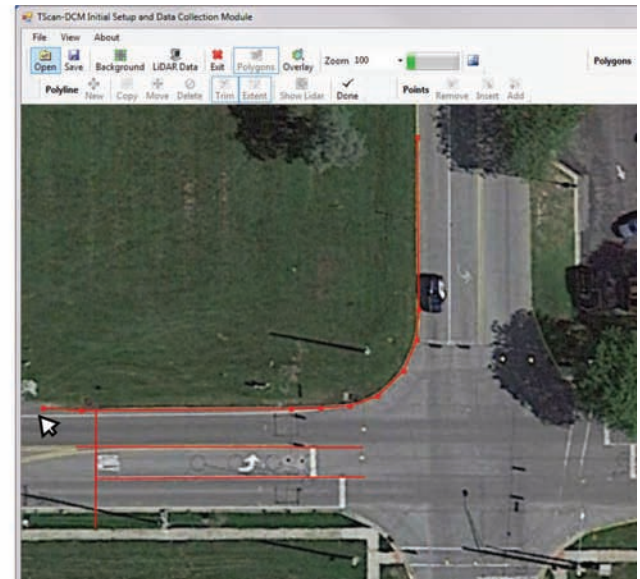 TScan-DCM Initial Setup and Data Collection Module
File View About
Open Save Background LiDAR Data Exit Polygons Overlay Zoom 100 Polygons
Polyline New Copy Move Delete Trim Extent Show Lidar Done Points Remove Insert Add